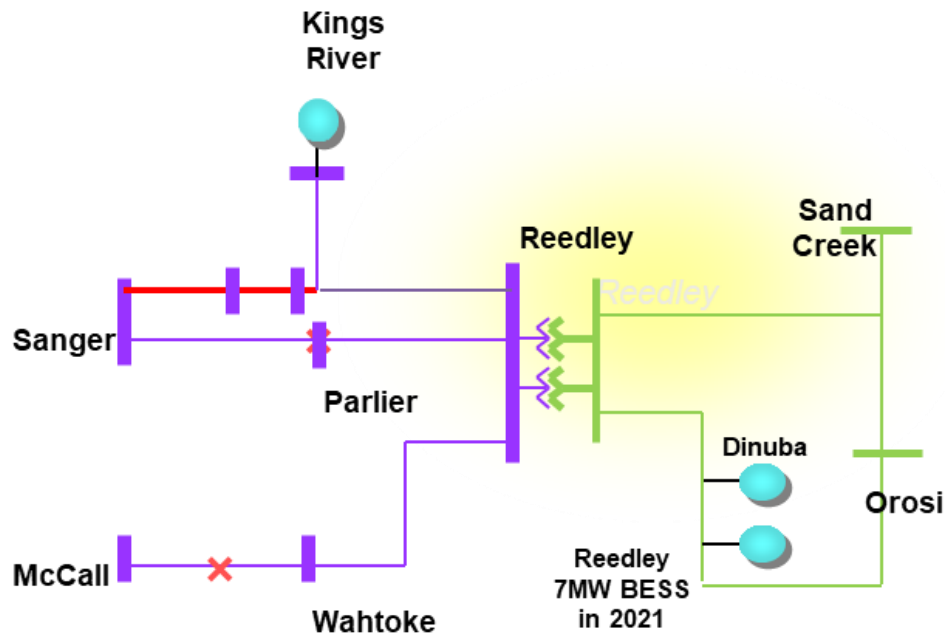 Kings
River
Sand
Creek
Reedley
Reedley
Sanger
Parlier
Dinuba
Orosi
McCall
Reedley
7MW BESS
in 2021
Wahtoke